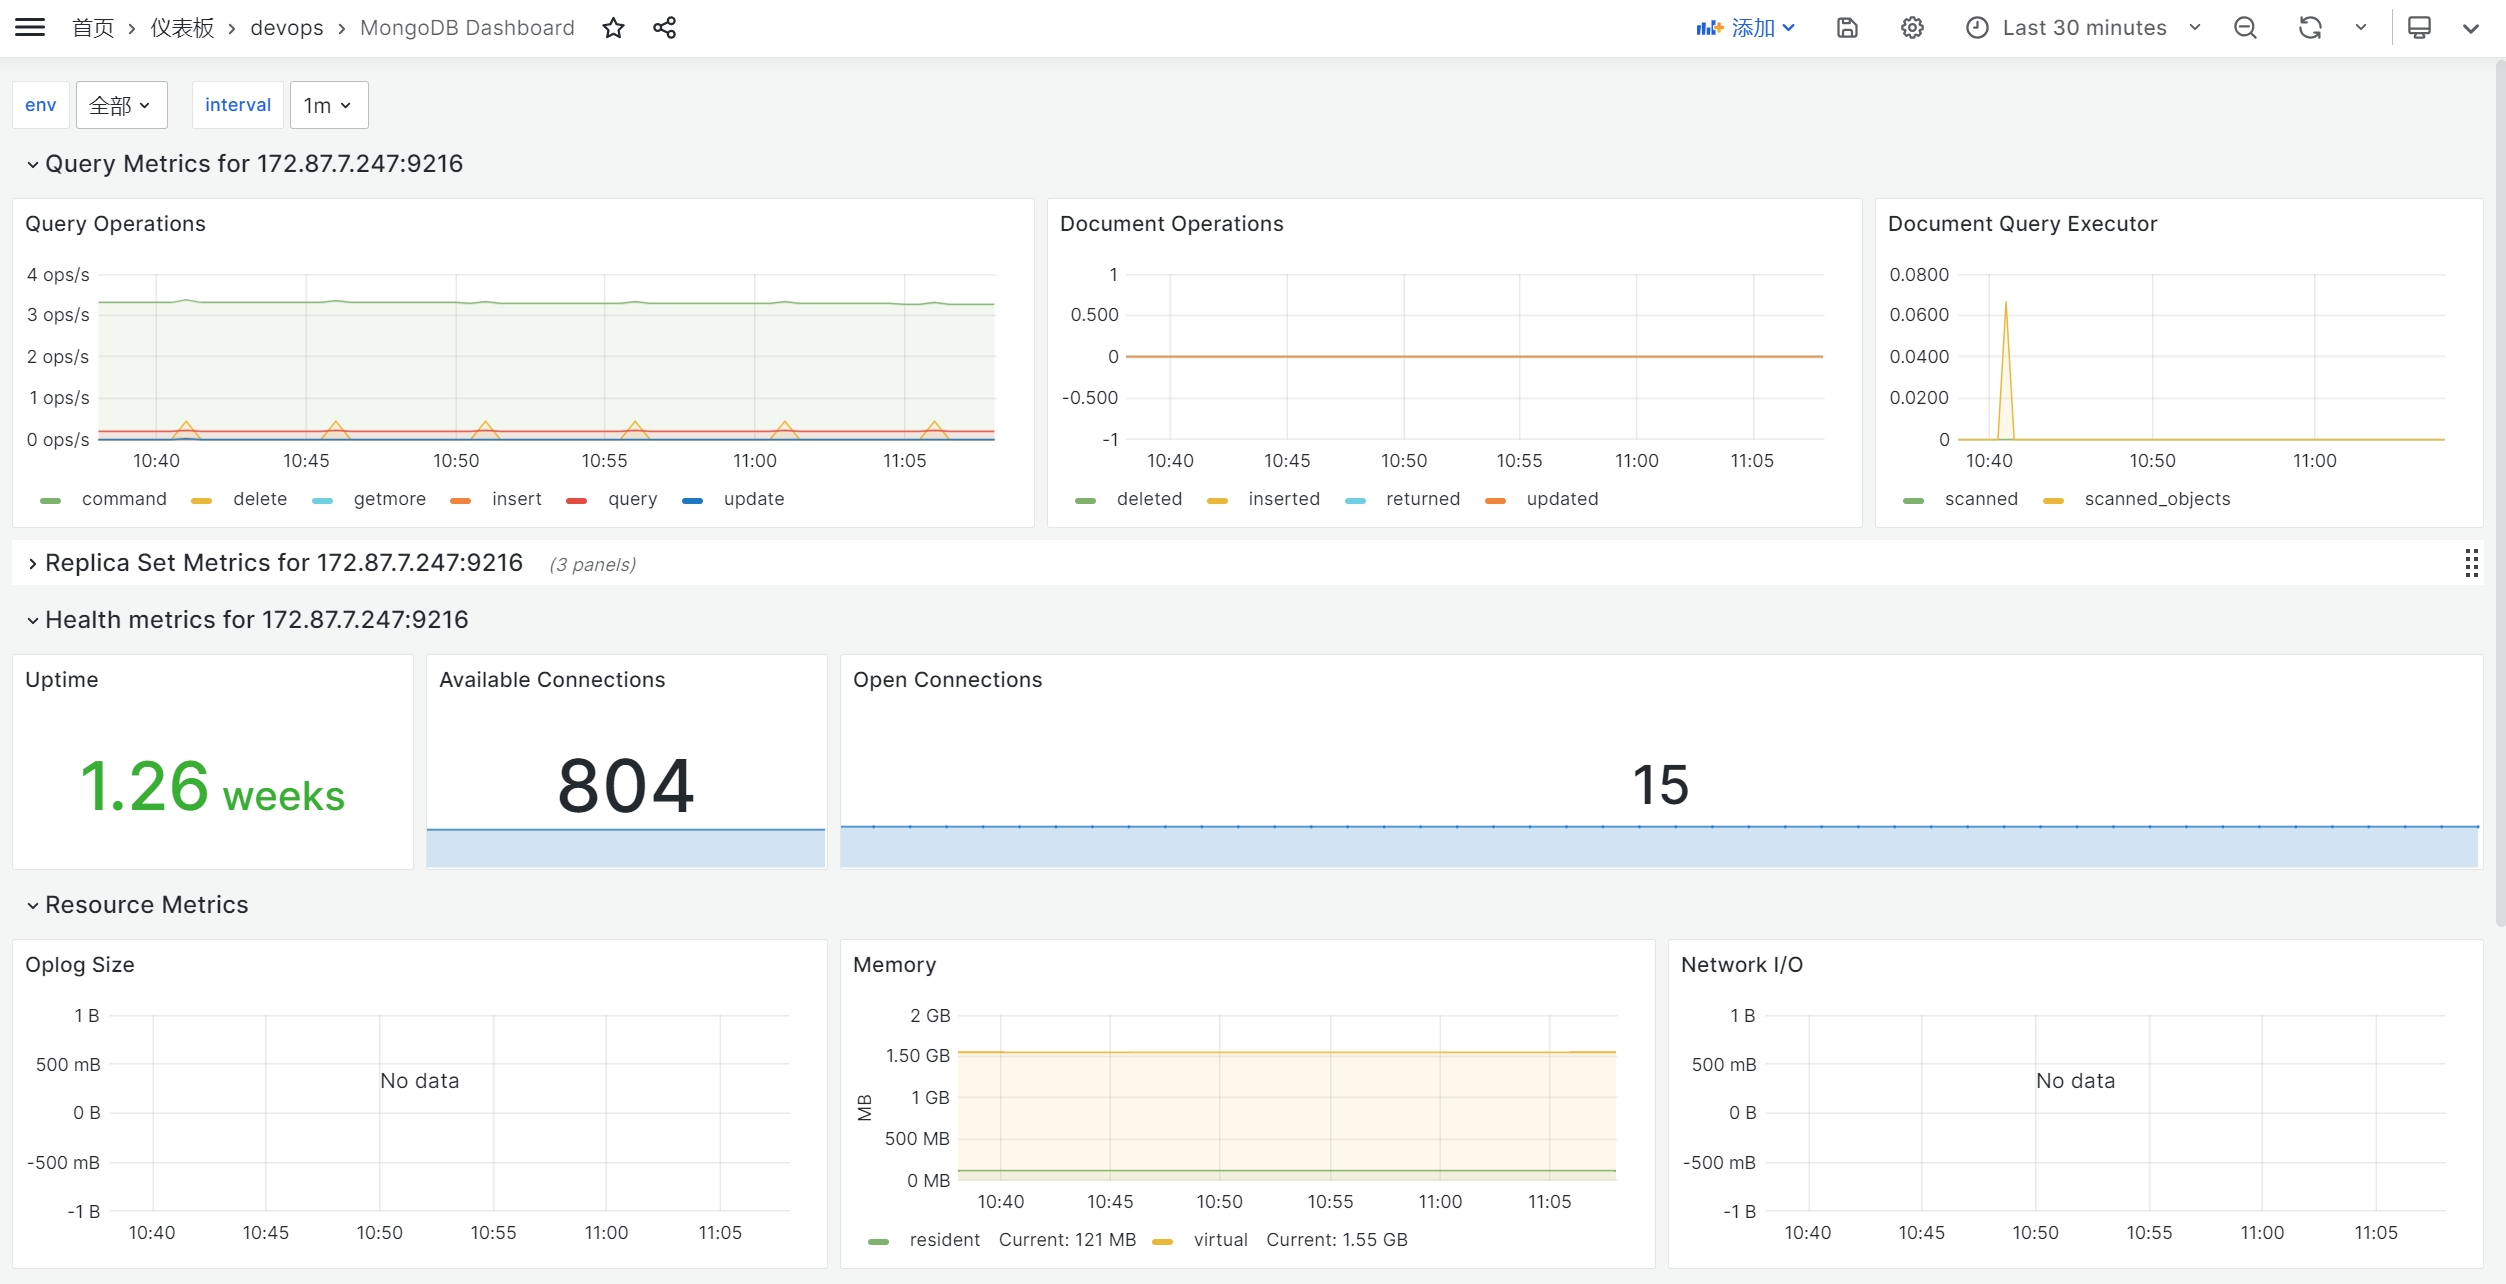 首页 › 仪表板 › devops › MongoDB Dashboard 添加 Last 30 minutes
env 全部 interval 1m
Query Metrics for 172.87.7.247:9216
Query Operations
4 ops/s
3 ops/s
2 ops/s
1 ops/s
0 ops/s
10:40 10:45 10:50 10:55 11:00 11:05
command delete getmore insert query update
Document Operations
1
0.500
0
-0.500
-1
10:40 10:45 10:50 10:55 11:00 11:05
deleted inserted returned updated
Document Query Executor
0.0800
0.0600
0.0400
0.0200
0
10:40 10:50 11:00
scanned scanned_objects
Replica Set Metrics for 172.87.7.247:9216 (3 panels)
Health metrics for 172.87.7.247:9216
Uptime
1.26 weeks
Available Connections
804
Open Connections
15
Resource Metrics
Oplog Size
1 B
500 mB
0 B
-500 mB
-1 B
No data
10:40 10:45 10:50 10:55 11:00 11:05
Memory
MB
2 GB
1.50 GB
1 GB
500 MB
0 MB
10:40 10:45 10:50 10:55 11:00 11:05
resident Current: 121 MB virtual Current: 1.55 GB
Network I/O
1 B
500 mB
0 B
-500 mB
-1 B
No data
10:40 10:45 10:50 10:55 11:00 11:05